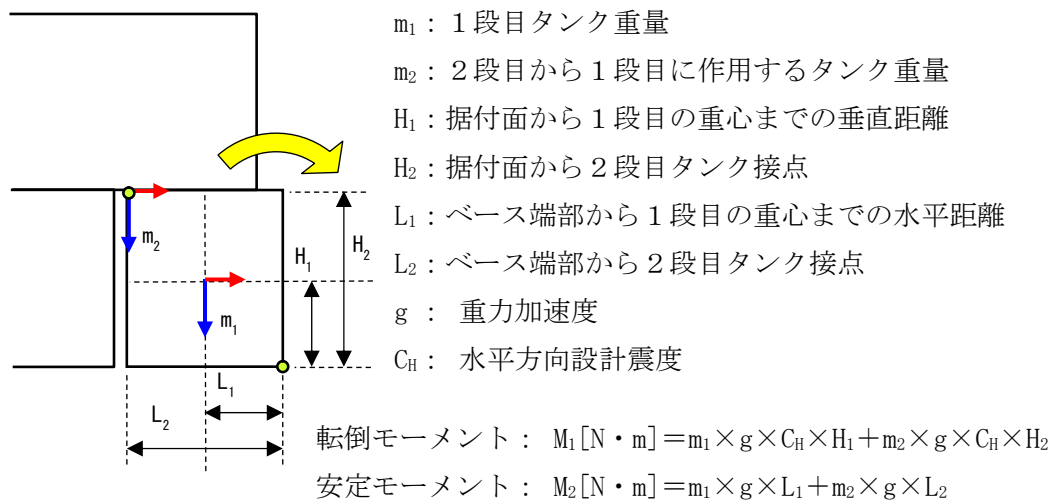 m₁：１段目タンク重量
m₂：２段目から１段目に作用するタンク重量
H₁：据付面から１段目の重心までの垂直距離
H₂：据付面から２段目タンク接点
L₁：ベース端部から１段目の重心までの水平距離
L₂：ベース端部から２段目タンク接点
g ： 重力加速度
C_H： 水平方向設計震度
m₂
H₁
H₂
m₁
L₁
L₂
転倒モーメント： M₁[N・m]＝m₁×g×C_H×H₁＋m₂×g×C_H×H₂
安定モーメント： M₂[N・m]＝m₁×g×L₁＋m₂×g×L₂